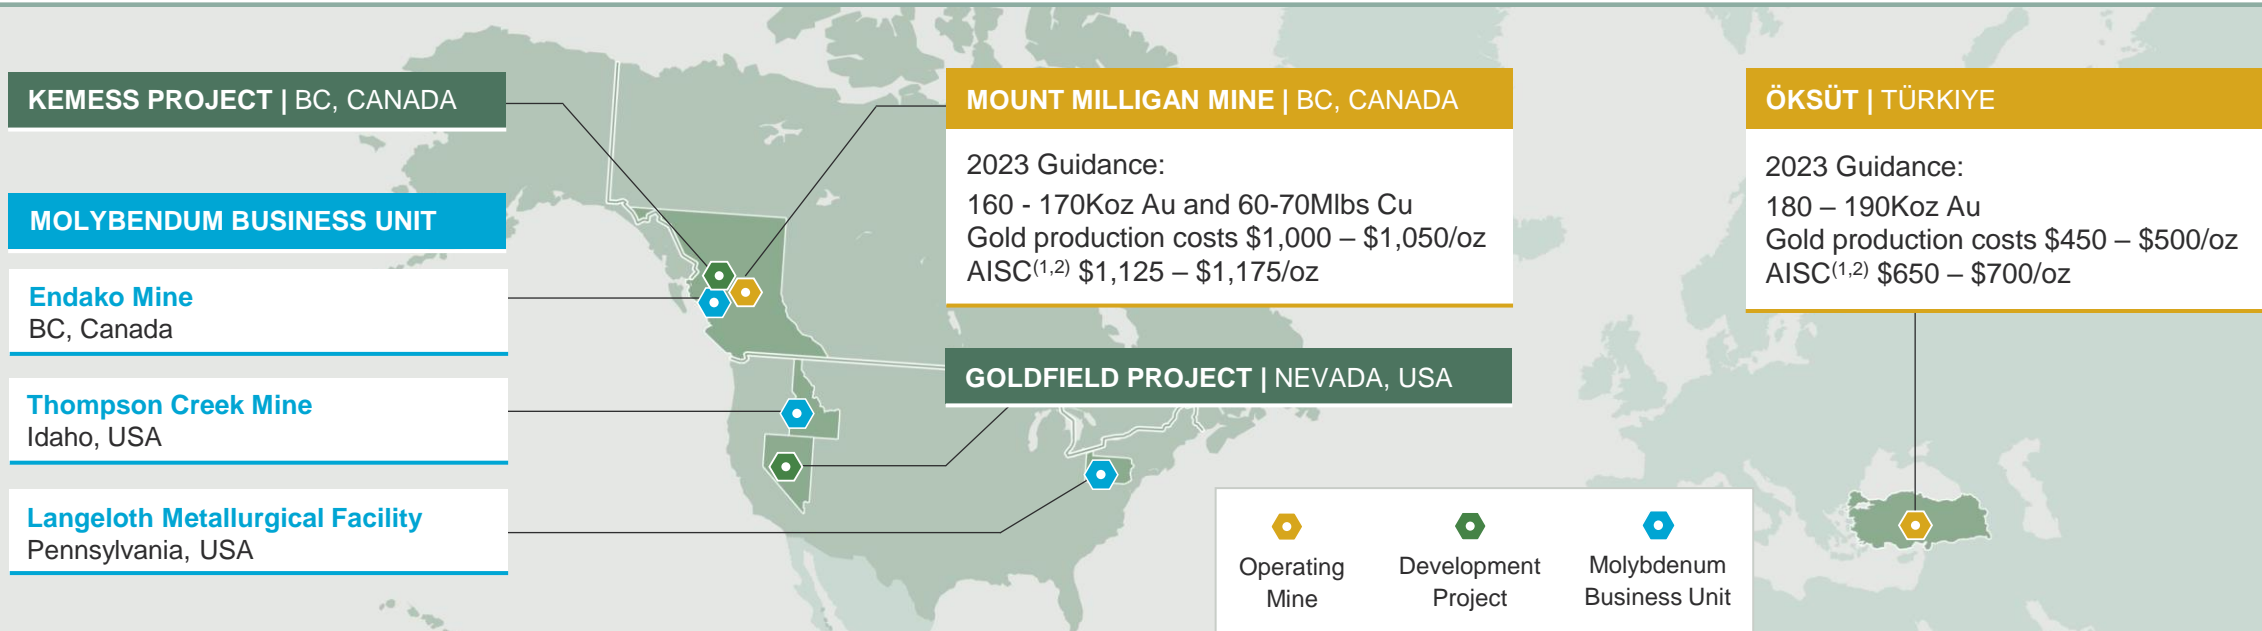 KEMESS PROJECT | BC, CANADA
MOLYBENDUM BUSINESS UNIT
Endako Mine
BC, Canada
Thompson Creek Mine
Idaho, USA
Langeloth Metallurgical Facility
Pennsylvania, USA
MOUNT MILLIGAN MINE | BC, CANADA
2023 Guidance:
160 - 170Koz Au and 60-70Mlbs Cu
Gold production costs $1,000 – $1,050/oz
AISC(1,2) $1,125 – $1,175/oz
GOLDFIELD PROJECT | NEVADA, USA
ÖKSÜT | TÜRKIYE
2023 Guidance:
180 – 190Koz Au
Gold production costs $450 – $500/oz
AISC(1,2) $650 – $700/oz
Operating
Mine
Development
Project
Molybdenum
Business Unit